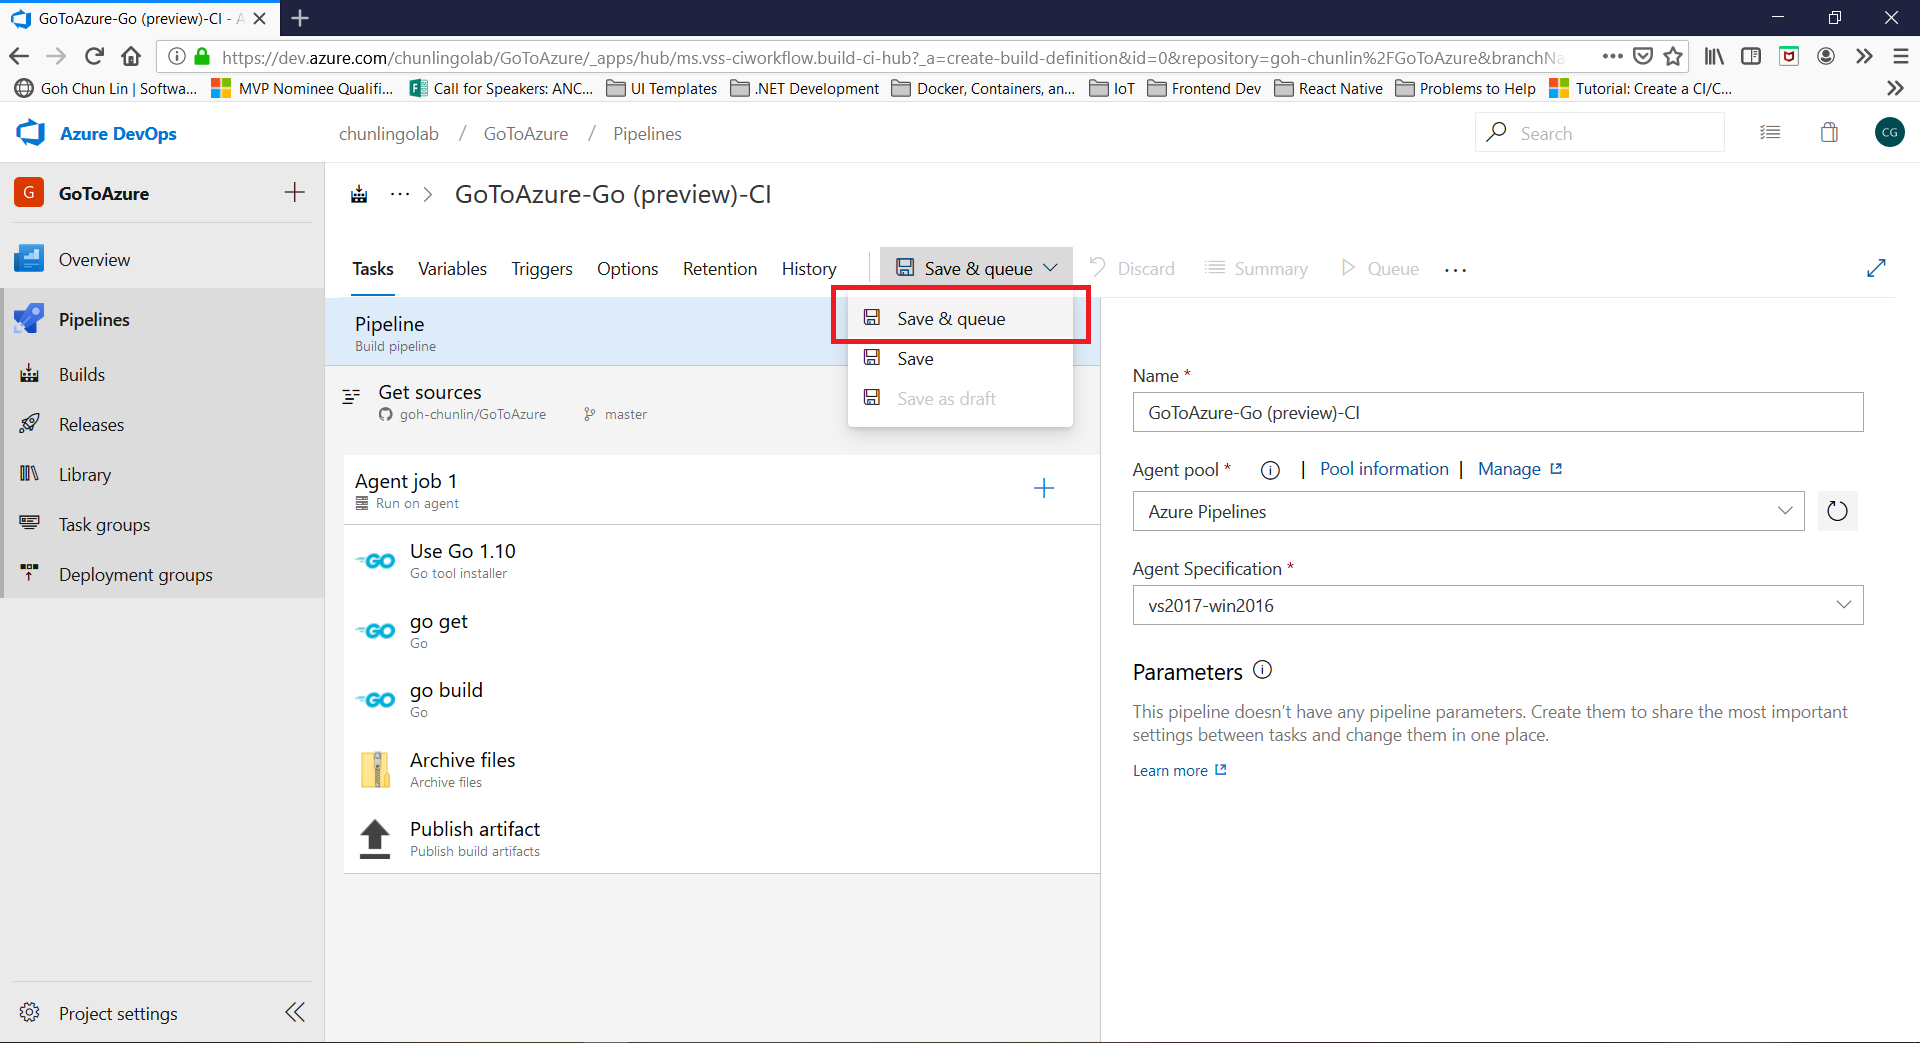 GoToAzure-Go (preview)-CI - A
https://dev.azure.com/chunlingolab/GoToAzure/_apps/hub/ms.vss-ciworkflow.build-ci-hub?_a=create-build-definition&id=0&repository=goh-chunlin%2FGoToAzure&branchNa
Goh Chun Lin | Softwa... MVP Nominee Qualifi... Call for Speakers: ANC... UI Templates .NET Development Docker, Containers, an... IoT Frontend Dev React Native Problems to Help Tutorial: Create a CI/C...
Azure DevOps chunlingolab / GoToAzure / Pipelines Search CG
G GoToAzure
... > GoToAzure-Go (preview)-CI
Overview
Tasks Variables Triggers Options Retention History Save & queue Discard Summary Queue ...
Pipelines
Builds
Releases
Library
Task groups
Deployment groups
Project settings
Pipeline
Build pipeline
Save & queue
Save
Save as draft
Get sources
goh-chunlin/GoToAzure master
Agent job 1
Run on agent
GO Use Go 1.10
Go tool installer
GO go get
Go
GO go build
Go
Archive files
Archive files
Publish artifact
Publish build artifacts
Name *
GoToAzure-Go (preview)-CI
Agent pool * | Pool information | Manage
Azure Pipelines
Agent Specification *
vs2017-win2016
Parameters
This pipeline doesn't have any pipeline parameters. Create them to share the most important
settings between tasks and change them in one place.
Learn more